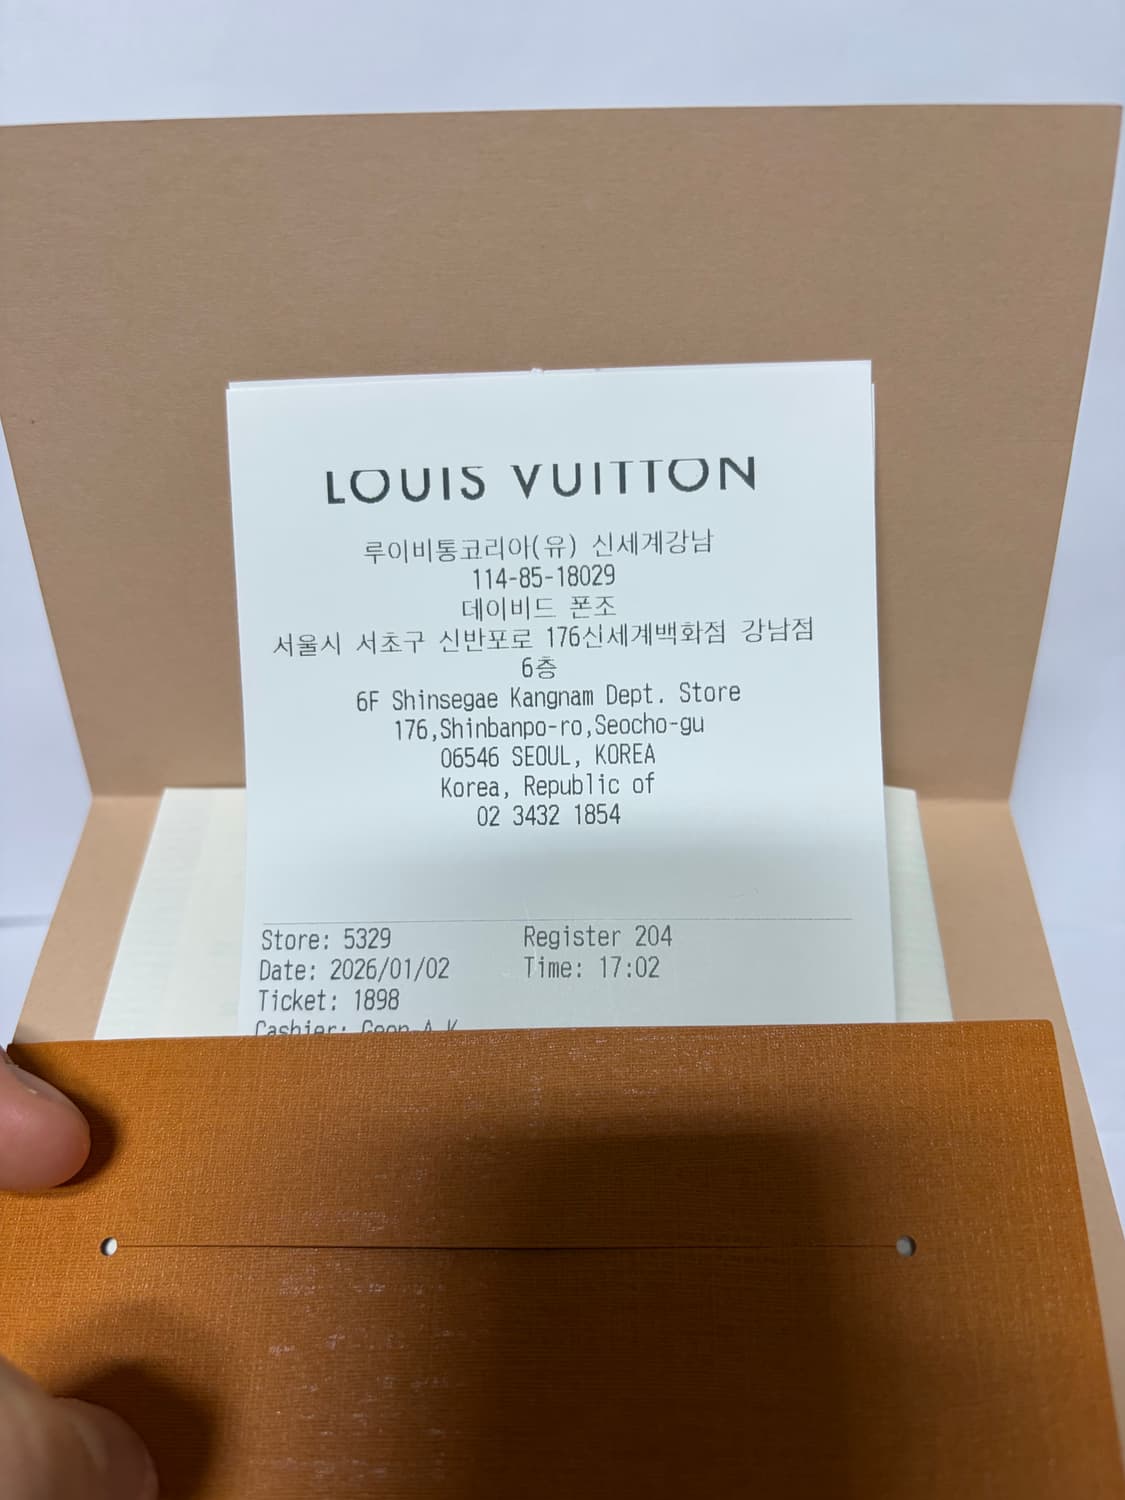 LOUIS VUITTON
루이비통코리아(유) 신세계강남
114-85-18029
데이비드 폰조
서울시 서초구 신반포로 176신세계백화점 강남점
6층
6F Shinsegae Kangnam Dept. Store
176,Shinbanpo-ro,Seocho-gu
06546 SEOUL, KOREA
Korea, Republic of
02 3432 1854
Store: 5329 Register 204
Date: 2026/01/02 Time: 17:02
Ticket: 1898
Cashier: